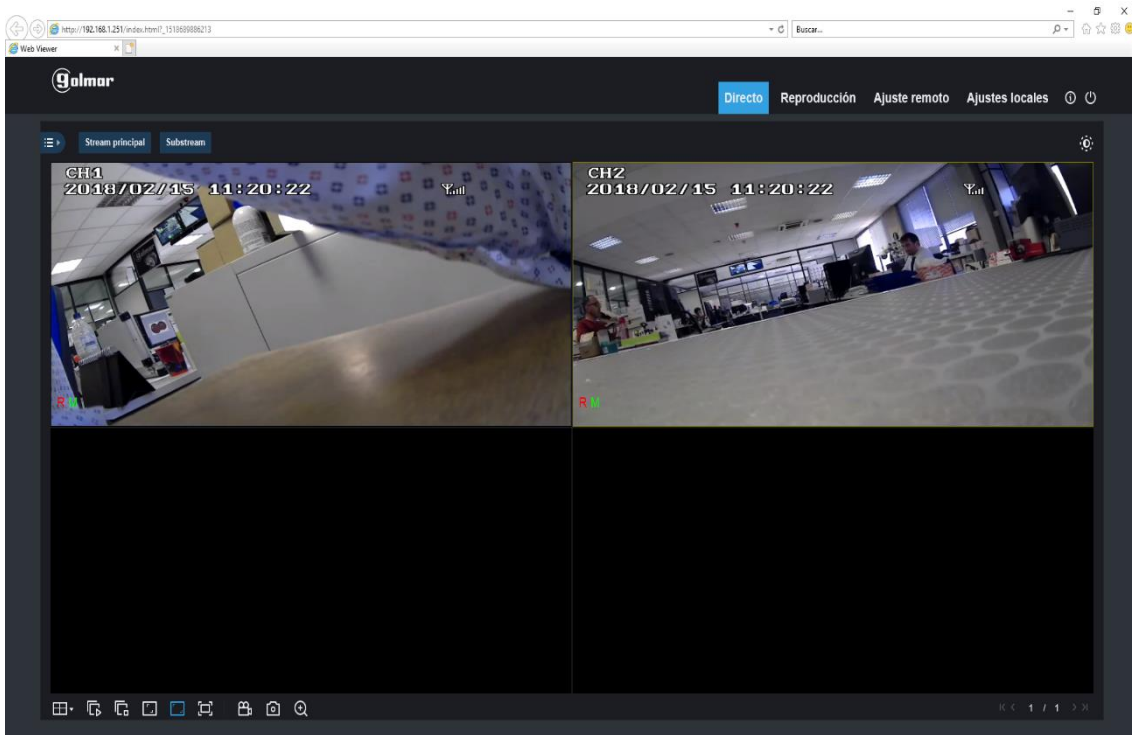 http://192.168.1.251/index.html?_1518689886213
Buscar...
Web Viewer
golmar
Directo Reproducción Ajuste remoto Ajustes locales
Stream principal Substream
CH1
2018/02/15 11:20:22
R M
CH2
2018/02/15 11:20:22
R M
1 / 1